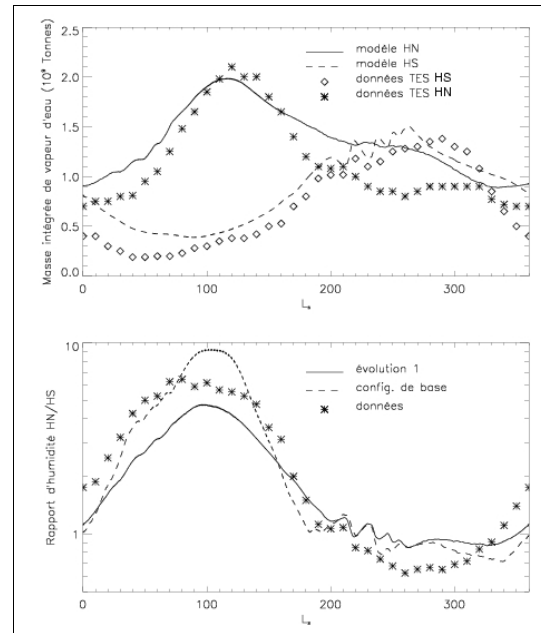 2.5
2.0
1.5
1.0
0.5
0.0
Masse intégrée de vapeur d'eau (10⁹ Tonnes)
modèle HN
modèle HS
données TES HS
données TES HN
0 100 200 300
Lₛ
10
1
Rapport d'humidité HN/HS
évolution 1
config. de base
données
0 100 200 300
Lₛ